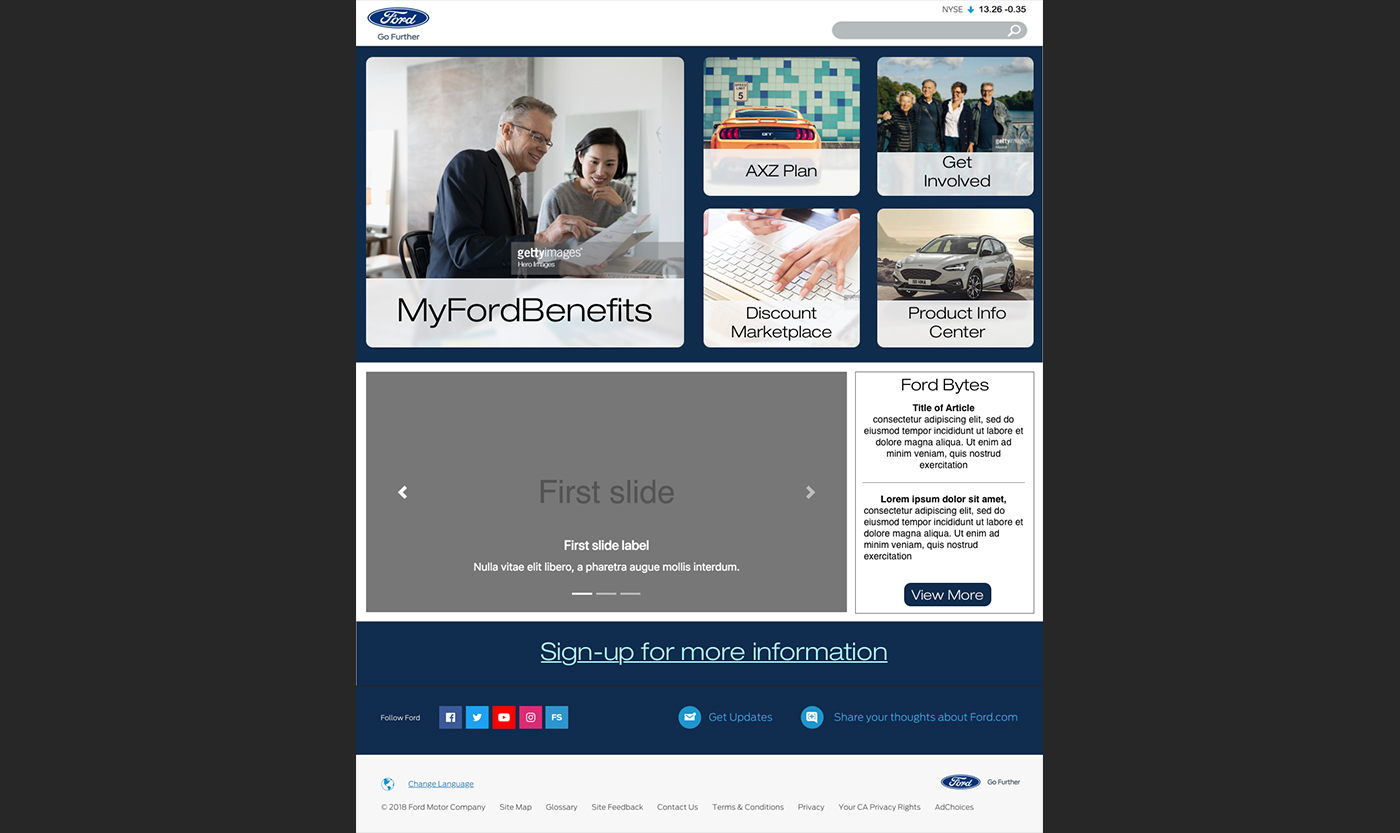 Ford
Go Further
NYSE 13.26 -0.35
gettyimages®
Hero Images
MyFordBenefits
SPEED
LIMIT
5
GT
AXZ Plan
gettyimages
Get
Involved
Discount
Marketplace
Product Info
Center
First slide
First slide label
Nulla vitae elit libero, a pharetra augue mollis interdum.
Ford Bytes
Title of Article
consectetur adipiscing elit, sed do
eiusmod tempor incididunt ut labore et
dolore magna aliqua. Ut enim ad
minim veniam, quis nostrud
exercitation
Lorem ipsum dolor sit amet,
consectetur adipiscing elit, sed do
eiusmod tempor incididunt ut labore et
dolore magna aliqua. Ut enim ad
minim veniam, quis nostrud
exercitation
View More
Sign-up for more information
Follow Ford
FS
Get Updates
Share your thoughts about Ford.com
Change Language
Ford
Go Further
© 2018 Ford Motor Company Site Map Glossary Site Feedback Contact Us Terms & Conditions Privacy Your CA Privacy Rights AdChoices